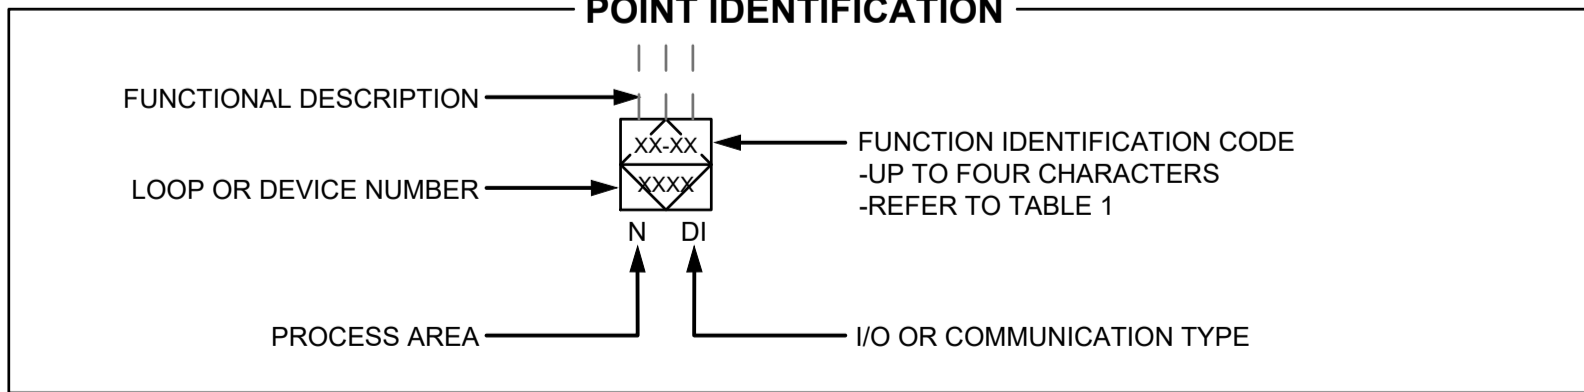 POINT IDENTIFICATION
FUNCTIONAL DESCRIPTION
XX-XX
FUNCTION IDENTIFICATION CODE
-UP TO FOUR CHARACTERS
-REFER TO TABLE 1
LOOP OR DEVICE NUMBER
XXXX
N DI
PROCESS AREA
I/O OR COMMUNICATION TYPE